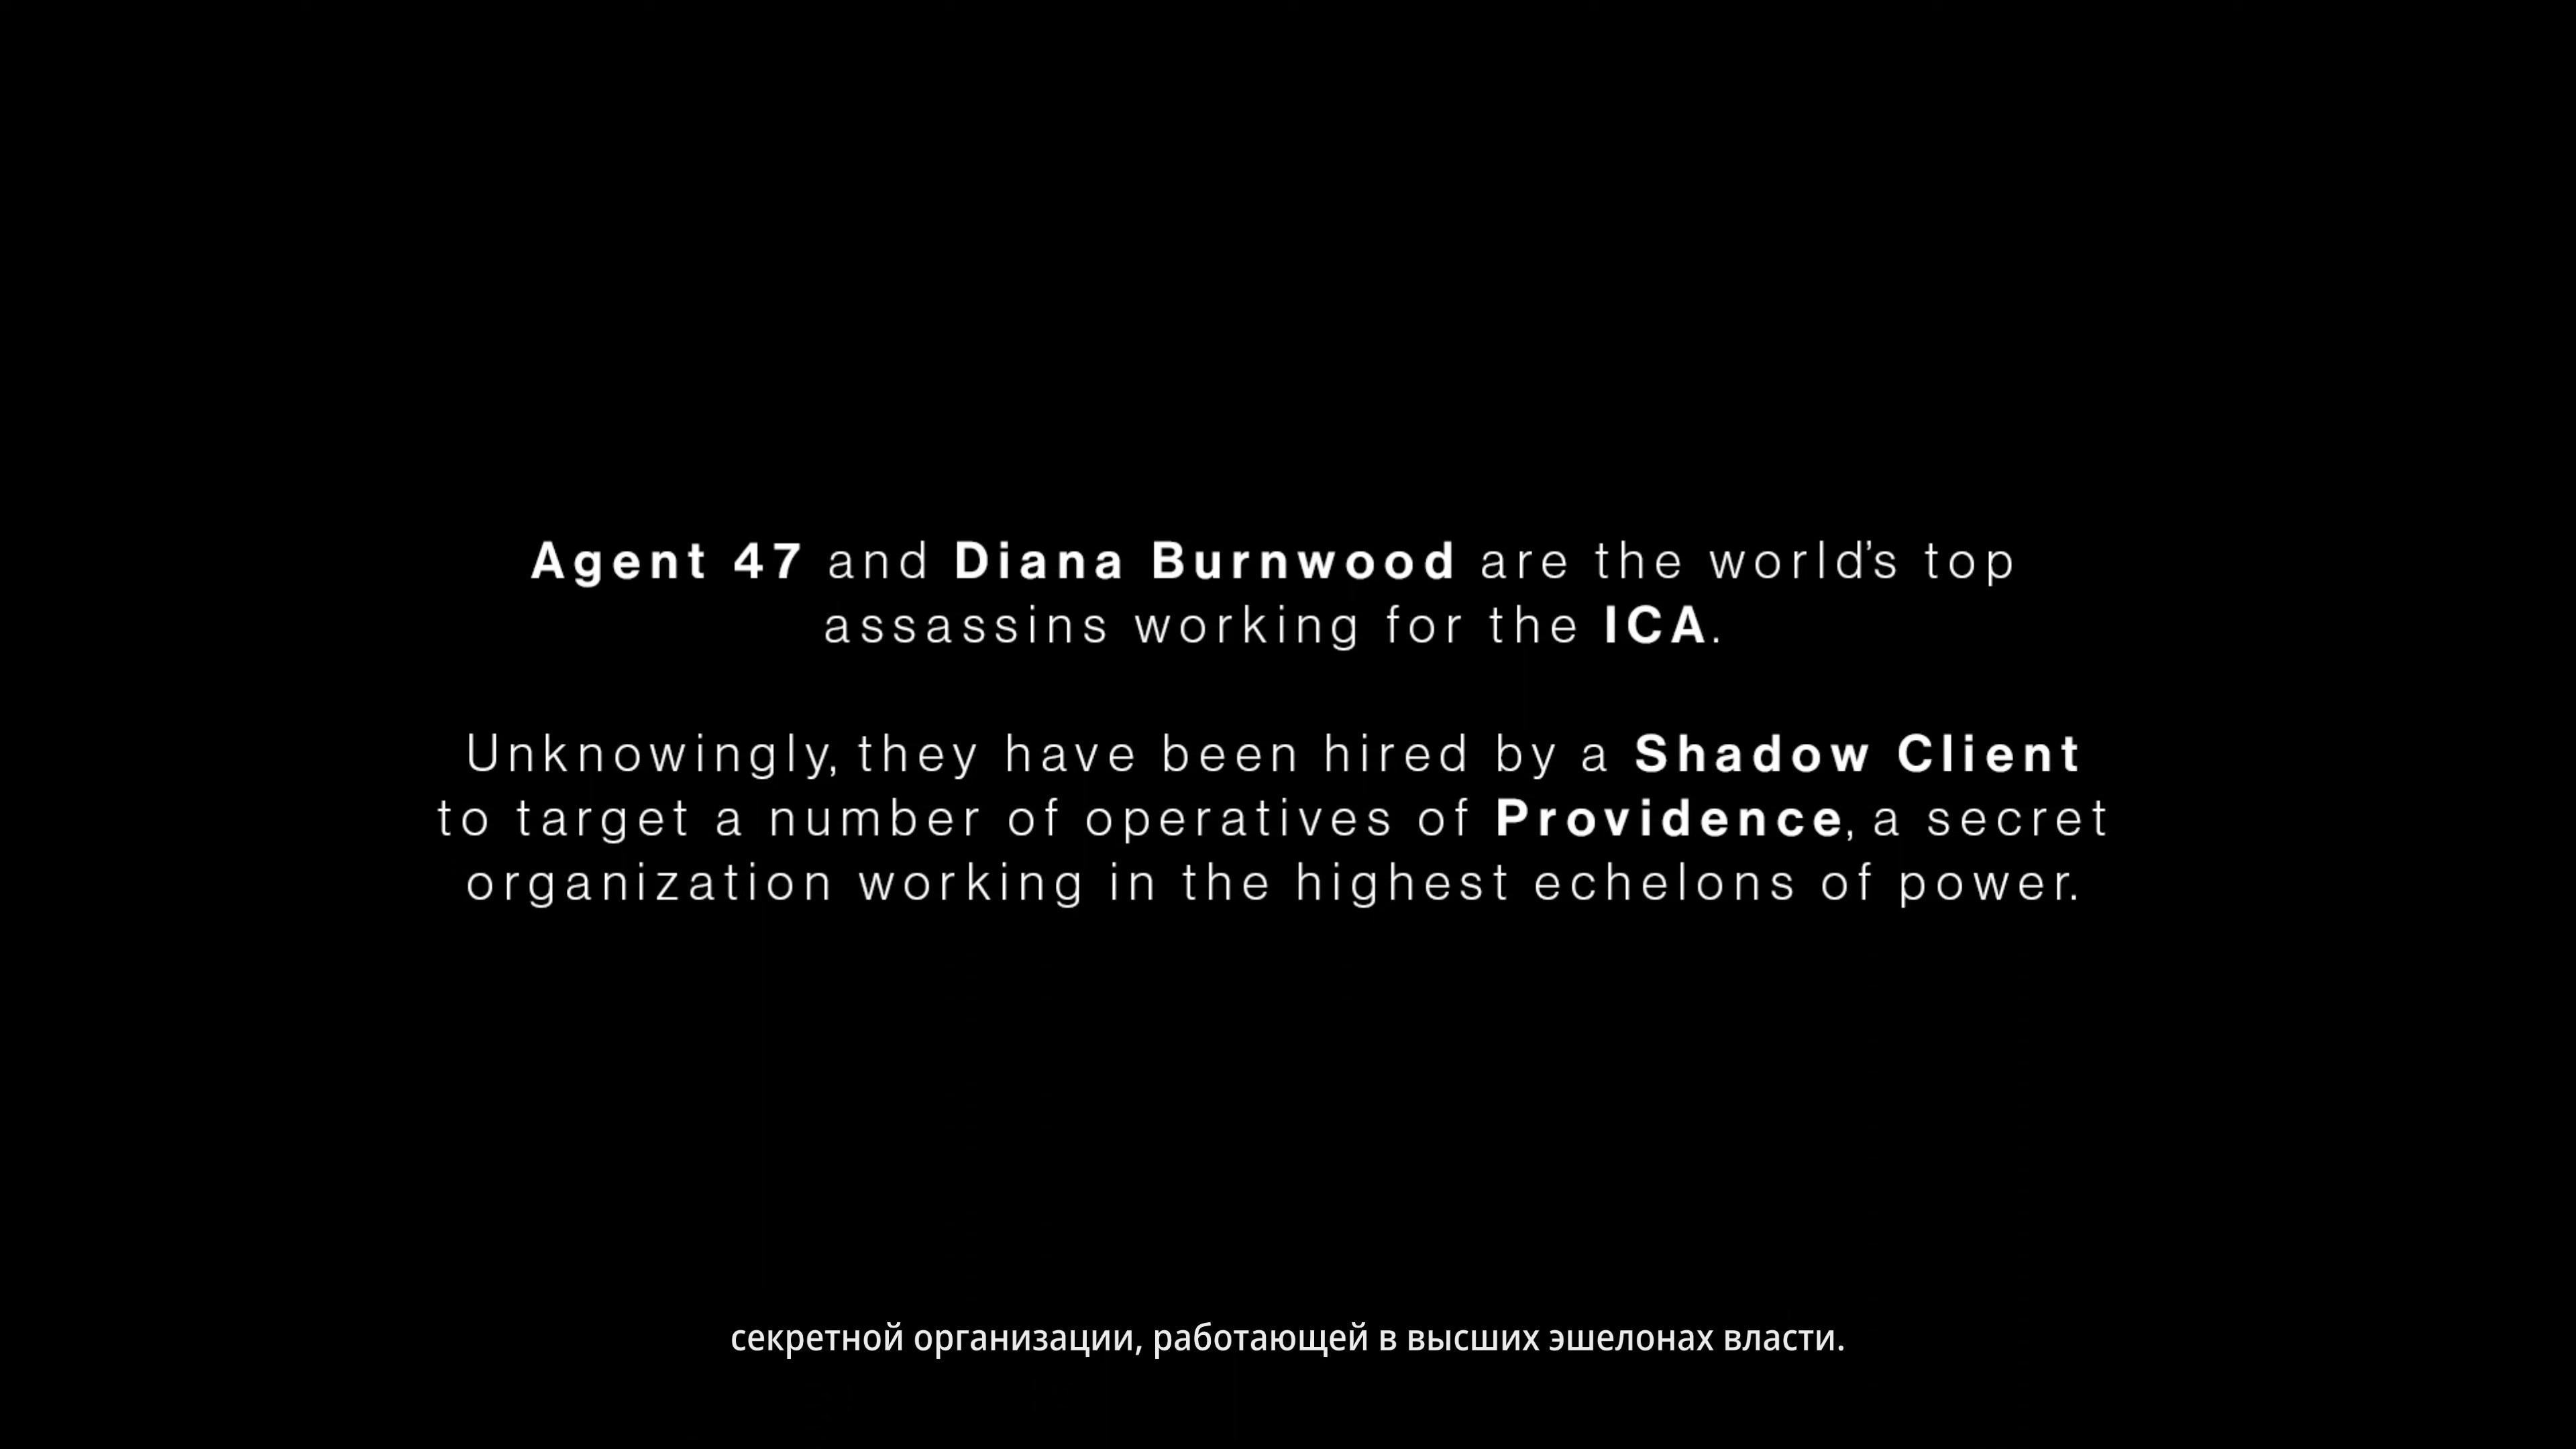 Agent 47 and Diana Burnwood are the world’s top
assassins working for the ICA.
Unknowingly, they have been hired by a Shadow Client
to target a number of operatives of Providence, a secret
organization working in the highest echelons of power.
секретной организации, работающей в высших эшелонах власти.